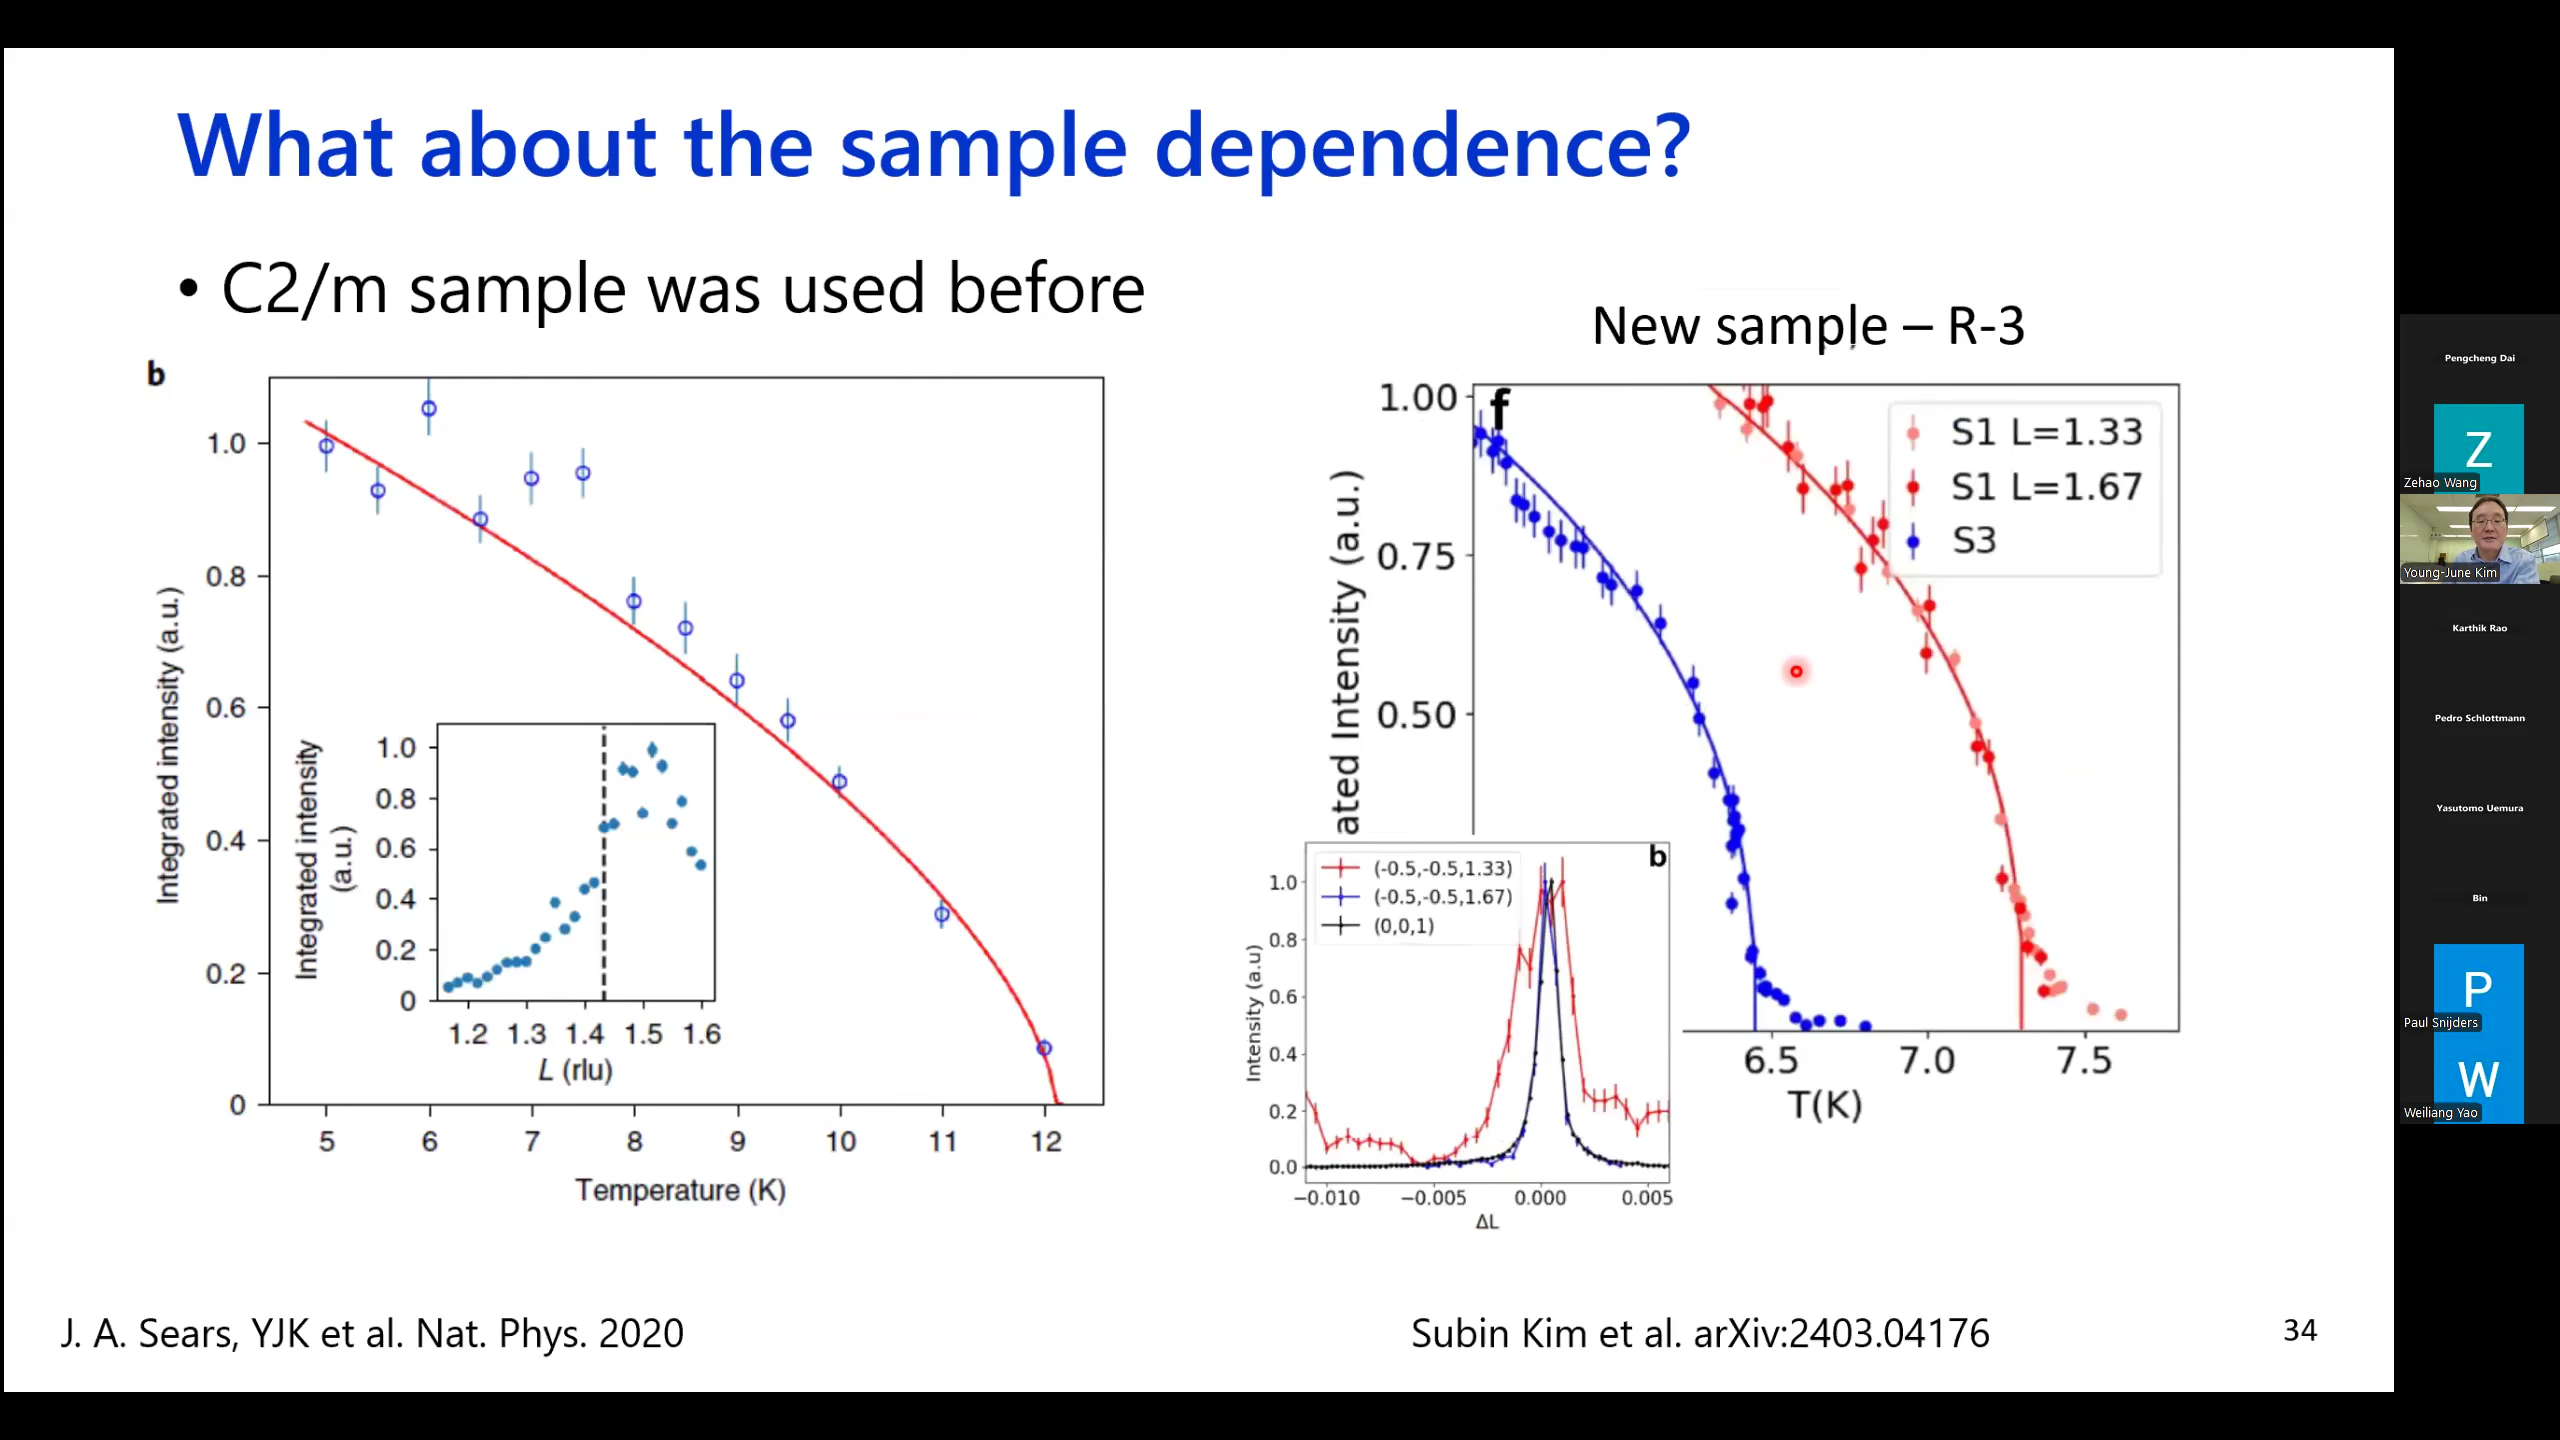 What about the sample dependence?
• C2/m sample was used before
New sample – R-3
b
Integrated intensity (a.u.)
1.0
0.8
0.6
0.4
0.2
0
5 6 7 8 9 10 11 12
Temperature (K)
Integrated intensity
(a.u.)
1.0
0.8
0.6
0.4
0.2
0
1.2 1.3 1.4 1.5 1.6
L (rlu)
f
ated Intensity (a.u.)
1.00
0.75
0.50
S1 L=1.33
S1 L=1.67
S3
6.5 7.0 7.5
T(K)
b
(-0.5,-0.5,1.33)
(-0.5,-0.5,1.67)
(0,0,1)
Intensity (a.u)
1.0
0.8
0.6
0.4
0.2
0.0
−0.010 −0.005 0.000 0.005
ΔL
J. A. Sears, YJK et al. Nat. Phys. 2020
Subin Kim et al. arXiv:2403.04176
34
Pengcheng Dai
Z
Zehao Wang
Young-June Kim
Karthik Rao
Pedro Schlottmann
Yasutomo Uemura
Bin
P
Paul Snijders
W
Weiliang Yao